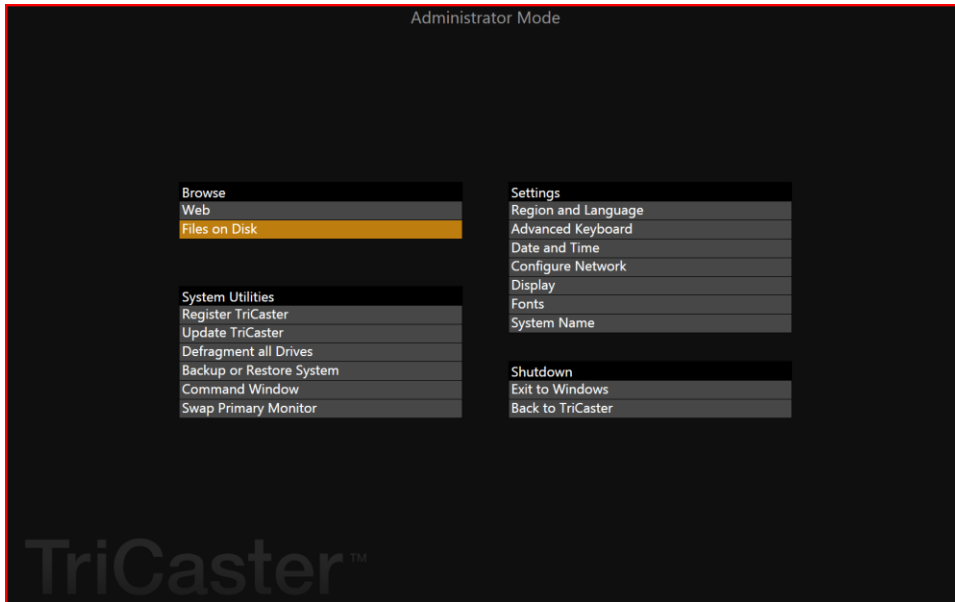 Administrator Mode
Browse
Web
Files on Disk
System Utilities
Register TriCaster
Update TriCaster
Defragment all Drives
Backup or Restore System
Command Window
Swap Primary Monitor
Settings
Region and Language
Advanced Keyboard
Date and Time
Configure Network
Display
Fonts
System Name
Shutdown
Exit to Windows
Back to TriCaster
TriCaster™